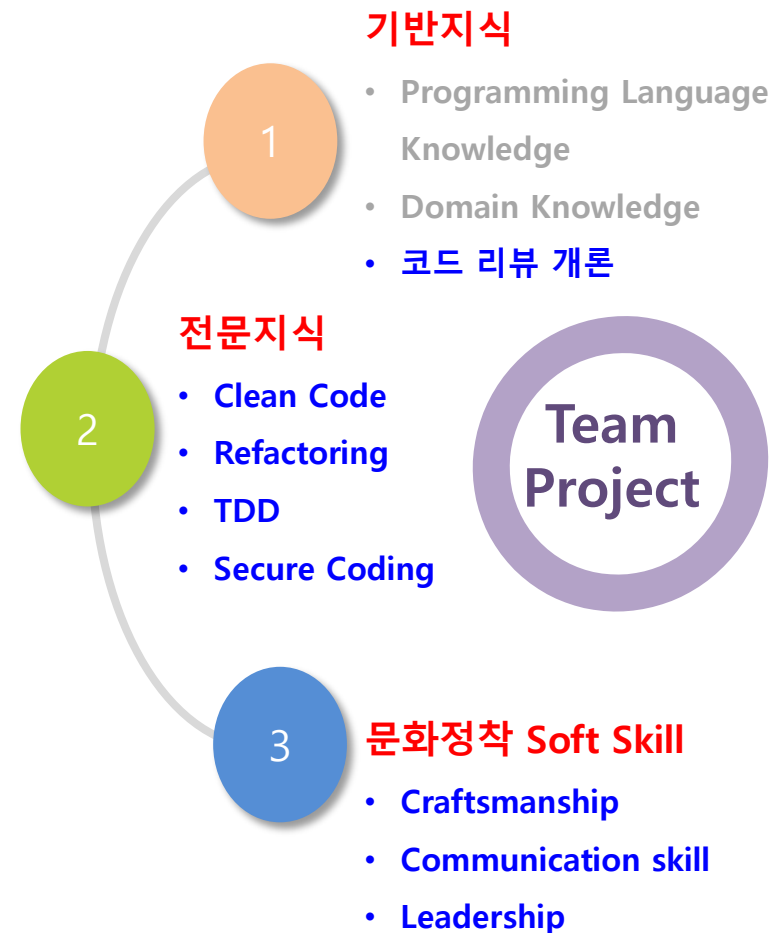 기반지식
1
• Programming Language
Knowledge
• Domain Knowledge
• 코드 리뷰 개론
전문지식
2
• Clean Code
• Refactoring
• TDD
• Secure Coding
Team
Project
3
문화정착 Soft Skill
• Craftsmanship
• Communication skill
• Leadership